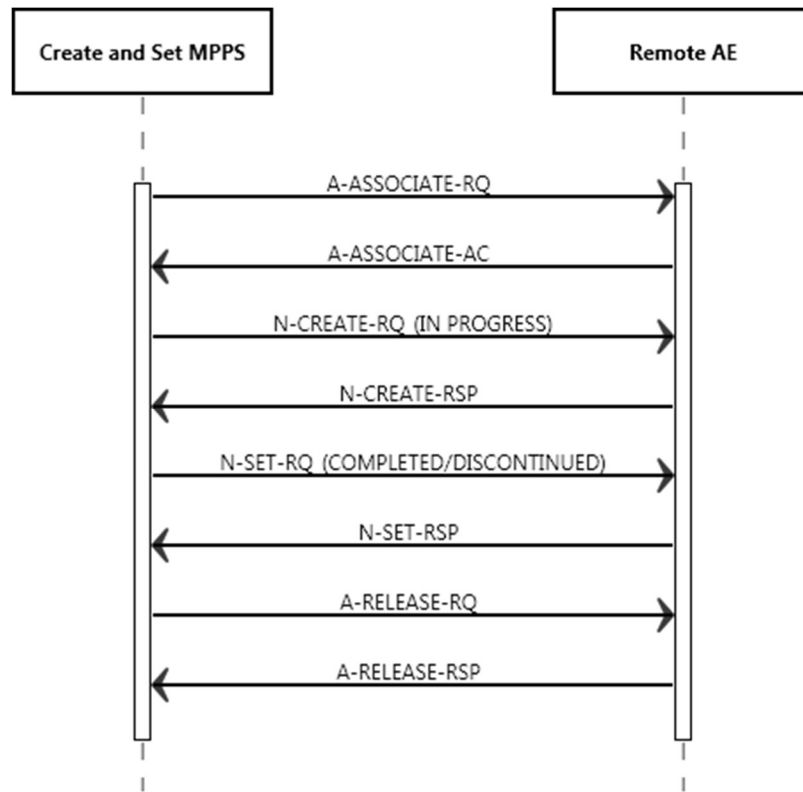 Create and Set MPPS
Remote AE
A-ASSOCIATE-RQ
A-ASSOCIATE-AC
N-CREATE-RQ (IN PROGRESS)
N-CREATE-RSP
N-SET-RQ (COMPLETED/DISCONTINUED)
N-SET-RSP
A-RELEASE-RQ
A-RELEASE-RSP